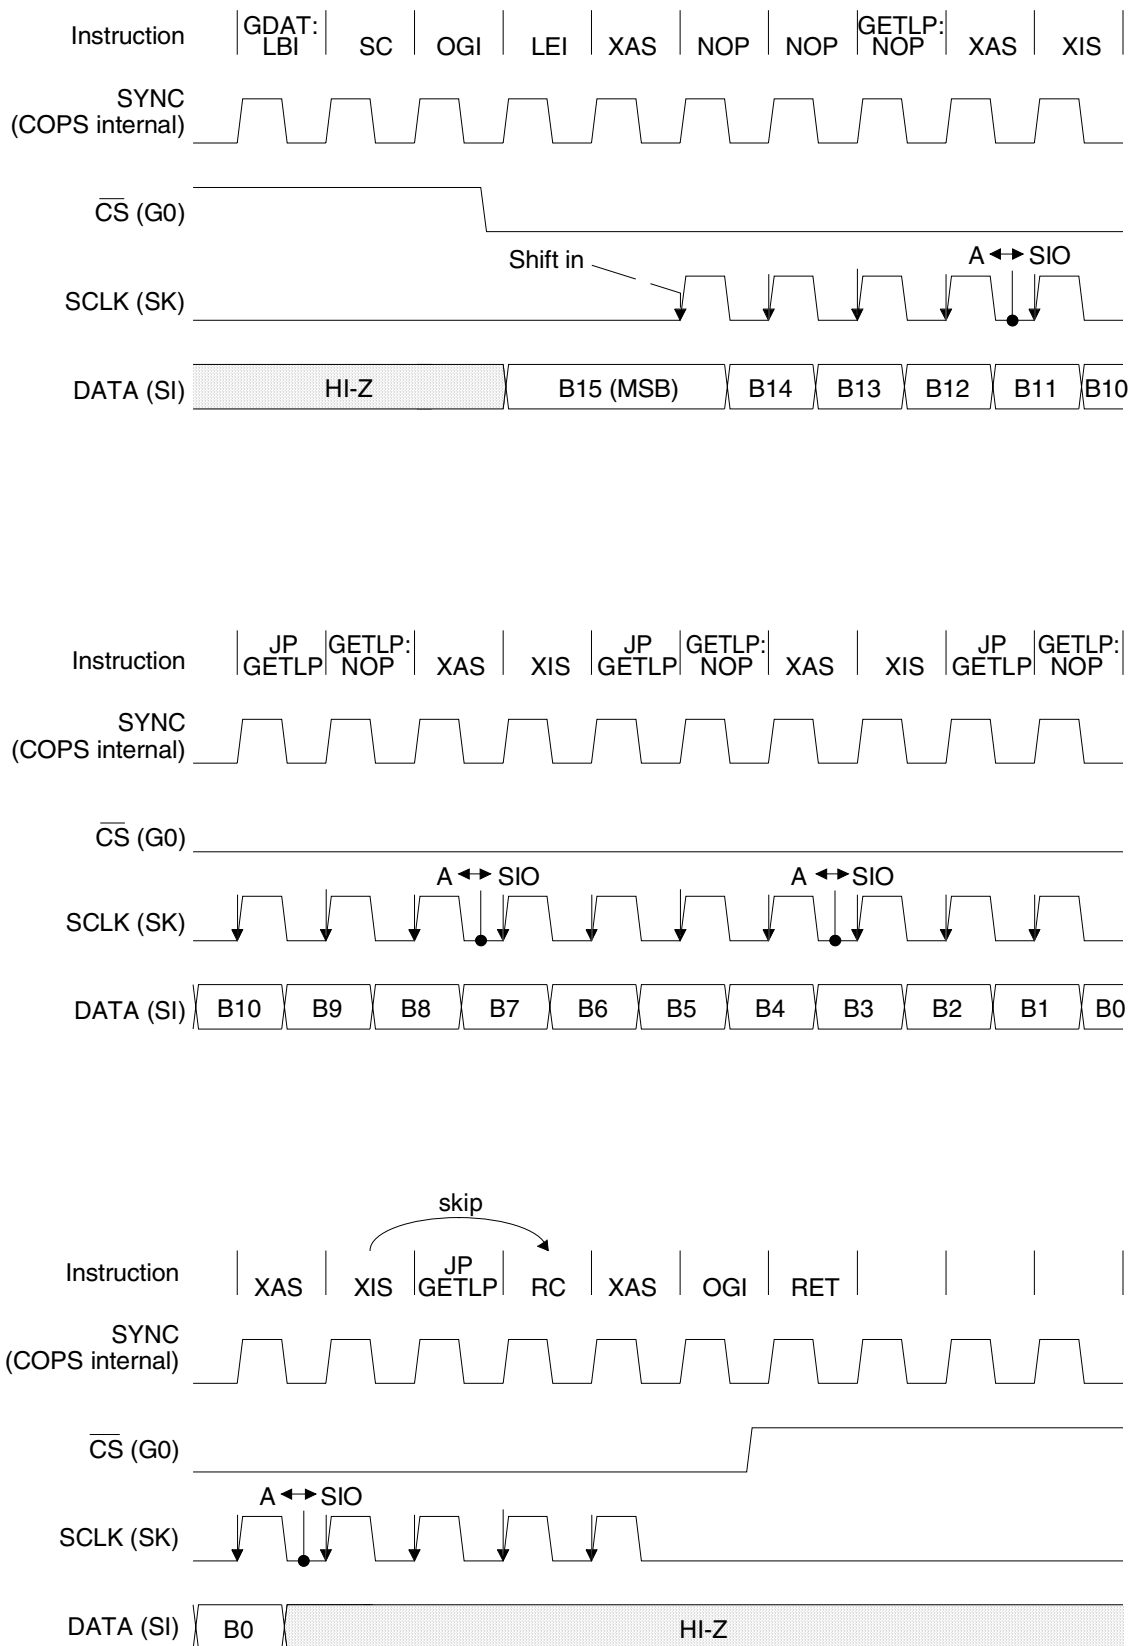 Instruction
GDAT:
LBI SC OGI LEI XAS NOP NOP GETLP:
NOP XAS XIS
SYNC
(COPS internal)
CS (G0)
Shift in
A SIO
SCLK (SK)
DATA (SI) HI-Z B15 (MSB) B14 B13 B12 B11 B10
Instruction
JP
GETLP GETLP:
NOP XAS XIS JP
GETLP GETLP:
NOP XAS XIS JP
GETLP GETLP:
NOP
SYNC
(COPS internal)
CS (G0)
A SIO A SIO
SCLK (SK)
DATA (SI) B10 B9 B8 B7 B6 B5 B4 B3 B2 B1 B0
skip
Instruction
XAS XIS JP
GETLP RC XAS OGI RET
SYNC
(COPS internal)
CS (G0)
A SIO
SCLK (SK)
DATA (SI) B0 HI-Z